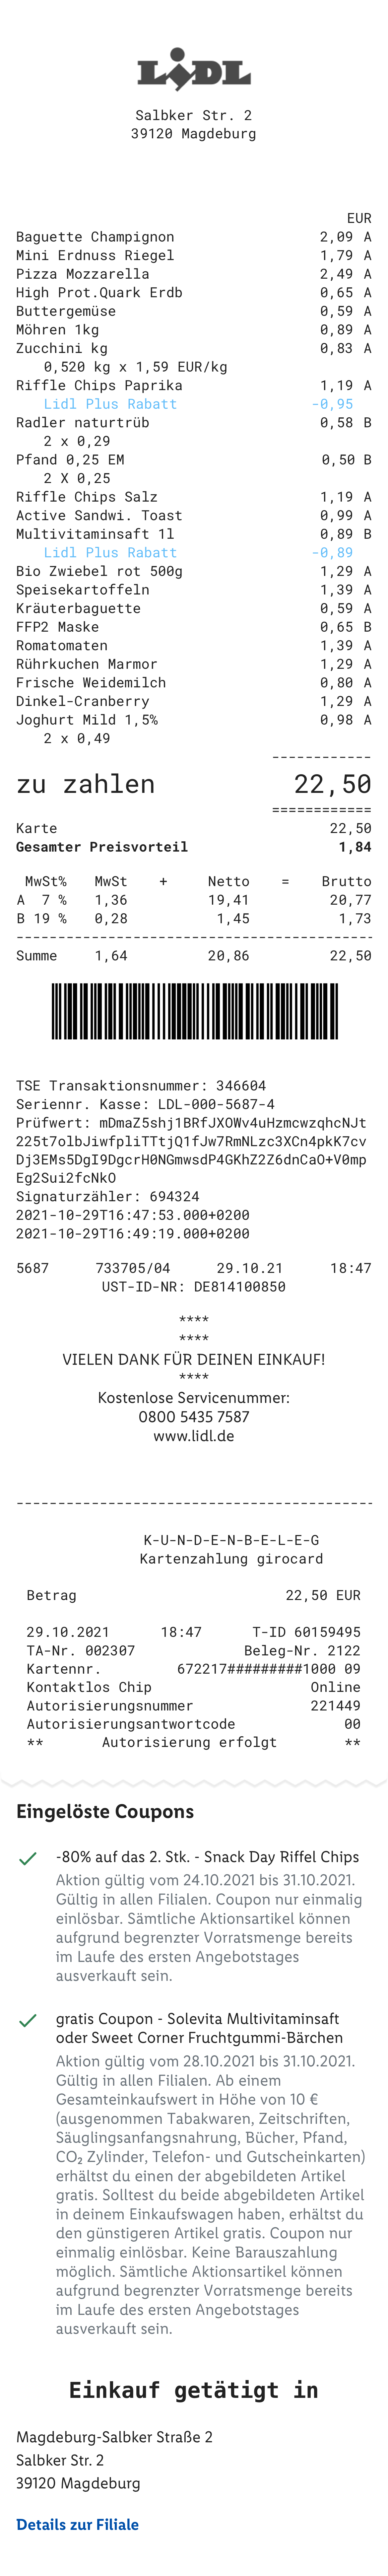 LIDL
Salbker Str. 2
39120 Magdeburg
EUR
Baguette Champignon 2,09 A
Mini Erdnuss Riegel 1,79 A
Pizza Mozzarella 2,49 A
High Prot.Quark Erdb 0,65 A
Buttergemüse 0,59 A
Möhren 1kg 0,89 A
Zucchini kg 0,83 A
0,520 kg x 1,59 EUR/kg
Riffle Chips Paprika 1,19 A
Lidl Plus Rabatt -0,95
Radler naturtrüb 0,58 B
2 x 0,29
Pfand 0,25 EM 0,50 B
2 X 0,25
Riffle Chips Salz 1,19 A
Active Sandwi. Toast 0,99 A
Multivitaminsaft 1l 0,89 B
Lidl Plus Rabatt -0,89
Bio Zwiebel rot 500g 1,29 A
Speisekartoffeln 1,39 A
Kräuterbaguette 0,59 A
FFP2 Maske 0,65 B
Romatomaten 1,39 A
Rührkuchen Marmor 1,29 A
Frische Weidemilch 0,80 A
Dinkel-Cranberry 1,29 A
Joghurt Mild 1,5% 0,98 A
2 x 0,49
------------
zu zahlen 22,50
============
Karte 22,50
Gesamter Preisvorteil 1,84
MwSt% MwSt + Netto = Brutto
A 7 % 1,36 19,41 20,77
B 19 % 0,28 1,45 1,73
-------------------------------------------
Summe 1,64 20,86 22,50
TSE Transaktionsnummer: 346604
Seriennr. Kasse: LDL-000-5687-4
Prüfwert: mDmaZ5shj1BRfJXOWv4uHzmcwzqhcNJt
225t7olbJiwfpliTTtjQ1fJw7RmNLzc3XCn4pkK7cv
Dj3EMs5DgI9DgcrH0NGmwsdP4GKhZ2Z6dnCaO+V0mp
Eg2Sui2fcNkO
Signaturzähler: 694324
2021-10-29T16:47:53.000+0200
2021-10-29T16:49:19.000+0200
5687 733705/04 29.10.21 18:47
UST-ID-NR: DE814100850
****
****
VIELEN DANK FÜR DEINEN EINKAUF!
****
Kostenlose Servicenummer:
0800 5435 7587
www.lidl.de
-------------------------------------------
K-U-N-D-E-N-B-E-L-E-G
Kartenzahlung girocard
Betrag 22,50 EUR
29.10.2021 18:47 T-ID 60159495
TA-Nr. 002307 Beleg-Nr. 2122
Kartennr. 672217#########1000 09
Kontaktlos Chip Online
Autorisierungsnummer 221449
Autorisierungsantwortcode 00
** Autorisierung erfolgt **
Eingelöste Coupons
-80% auf das 2. Stk. - Snack Day Riffel Chips
Aktion gültig vom 24.10.2021 bis 31.10.2021.
Gültig in allen Filialen. Coupon nur einmalig
einlösbar. Sämtliche Aktionsartikel können
aufgrund begrenzter Vorratsmenge bereits
im Laufe des ersten Angebotstages
ausverkauft sein.
gratis Coupon - Solevita Multivitaminsaft
oder Sweet Corner Fruchtgummi-Bärchen
Aktion gültig vom 28.10.2021 bis 31.10.2021.
Gültig in allen Filialen. Ab einem
Gesamteinkaufswert in Höhe von 10 €
(ausgenommen Tabakwaren, Zeitschriften,
Säuglingsanfangsnahrung, Bücher, Pfand,
CO₂ Zylinder, Telefon- und Gutscheinkarten)
erhältst du einen der abgebildeten Artikel
gratis. Solltest du beide abgebildeten Artikel
in deinem Einkaufswagen haben, erhältst du
den günstigeren Artikel gratis. Coupon nur
einmalig einlösbar. Keine Barauszahlung
möglich. Sämtliche Aktionsartikel können
aufgrund begrenzter Vorratsmenge bereits
im Laufe des ersten Angebotstages
ausverkauft sein.
Einkauf getätigt in
Magdeburg-Salbker Straße 2
Salbker Str. 2
39120 Magdeburg
Details zur Filiale